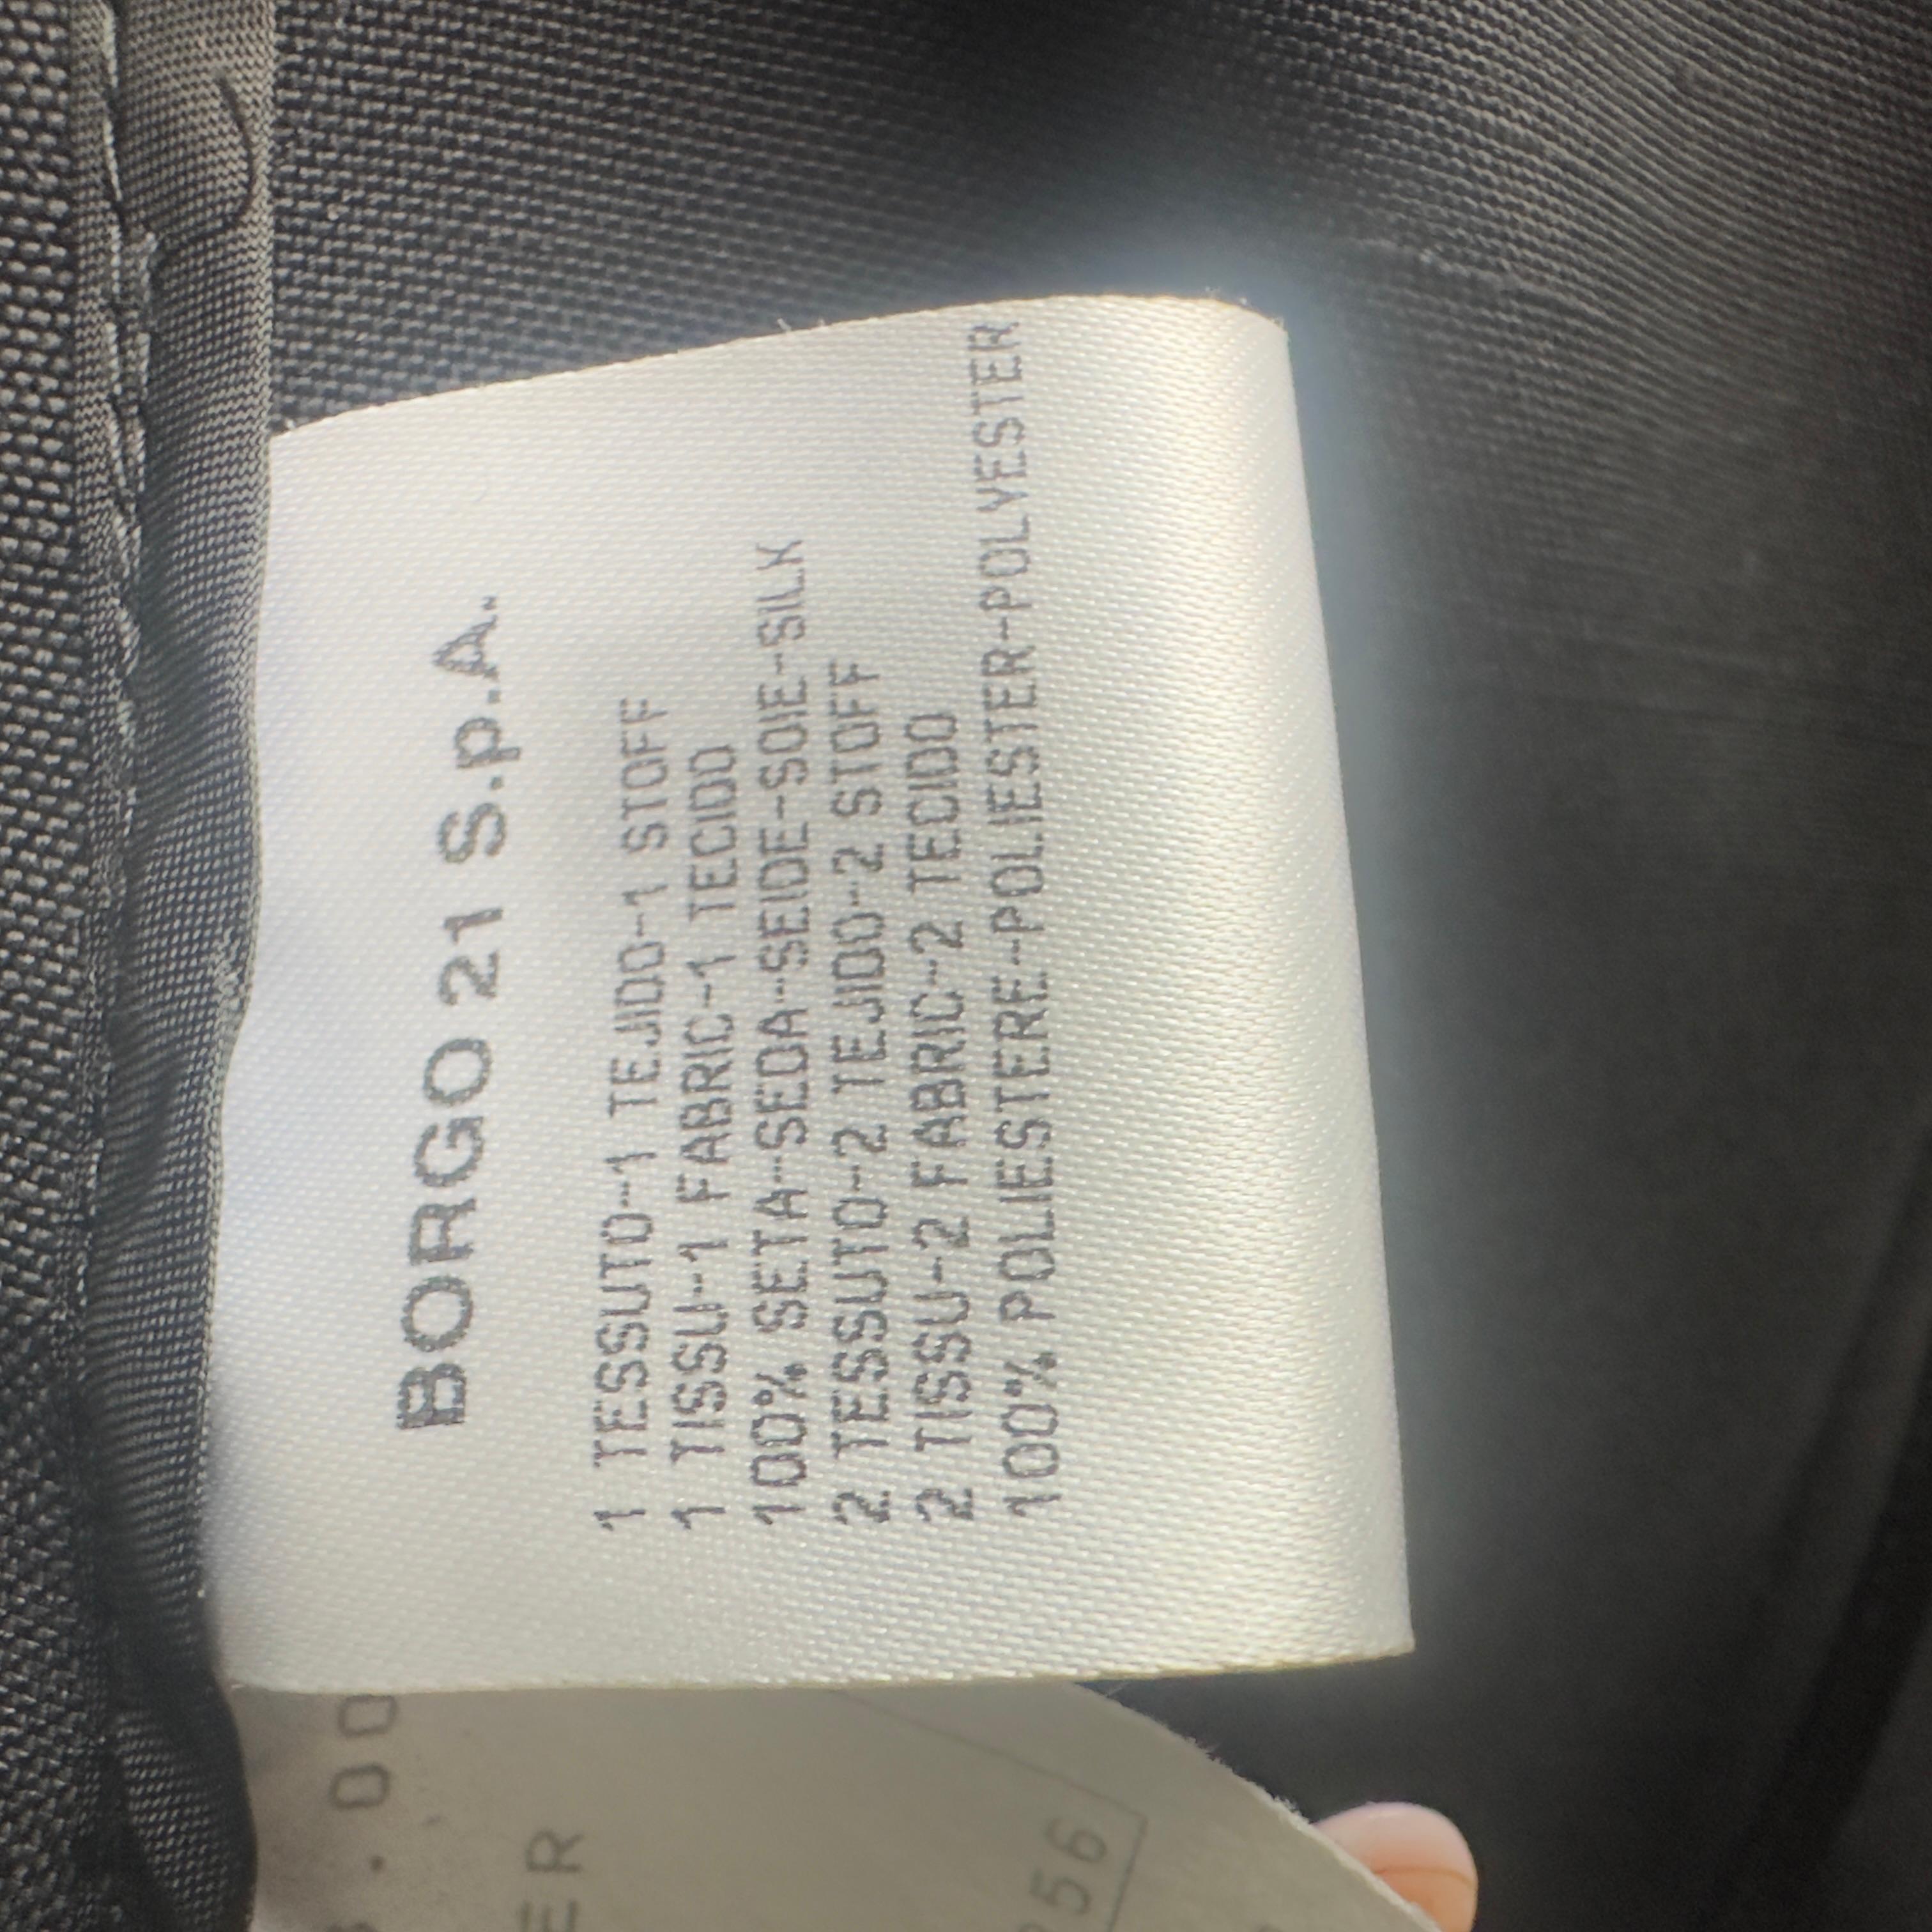 BORGO 21 S.p.A.
1 TESSUTO-1 TEJIDO-1 STOFF
1 TISSU-1 FABRIC-1 TECIDO
100% SETA-SEDA-SEIDE-SOIE-SILK
2 TESSUTO-2 TEJIDO-2 STOFF
2 TISSU-2 FABRIC-2 TECIDO
100% POLIESTERE-POLIESTER-POLYESTER